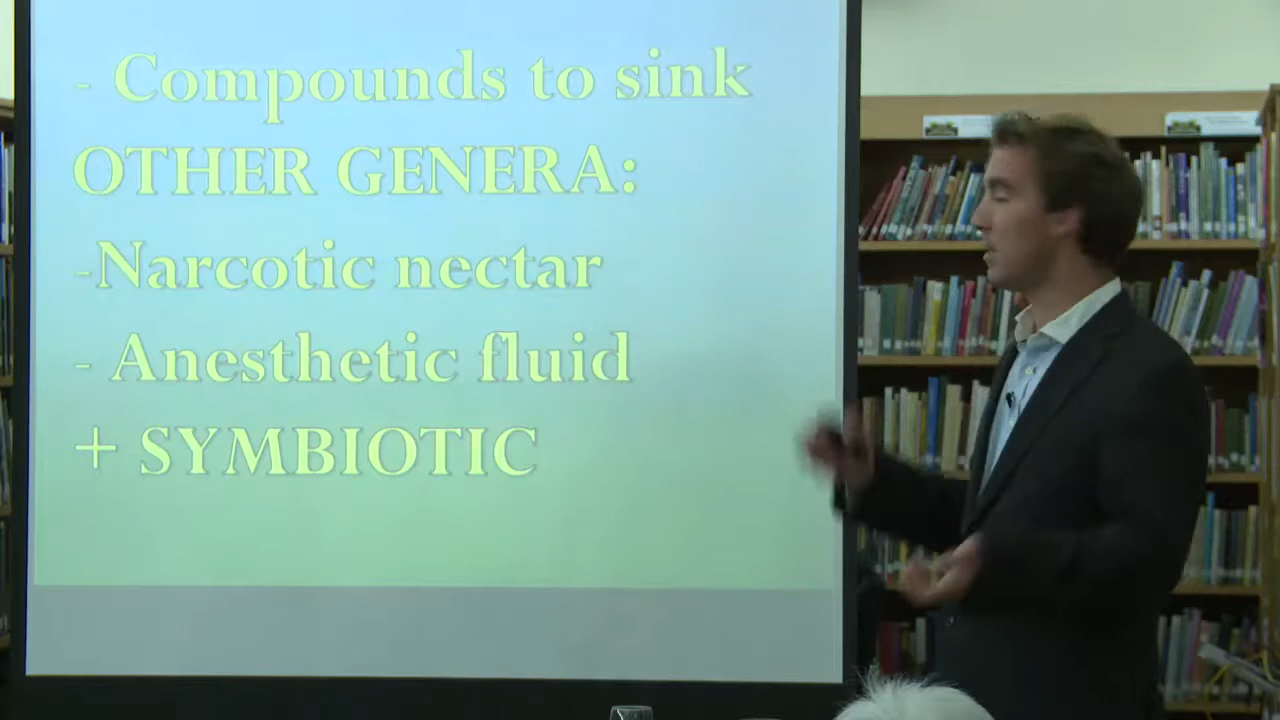 - Compounds to sink
OTHER GENERA:
-Narcotic nectar
- Anesthetic fluid
+ SYMBIOTIC